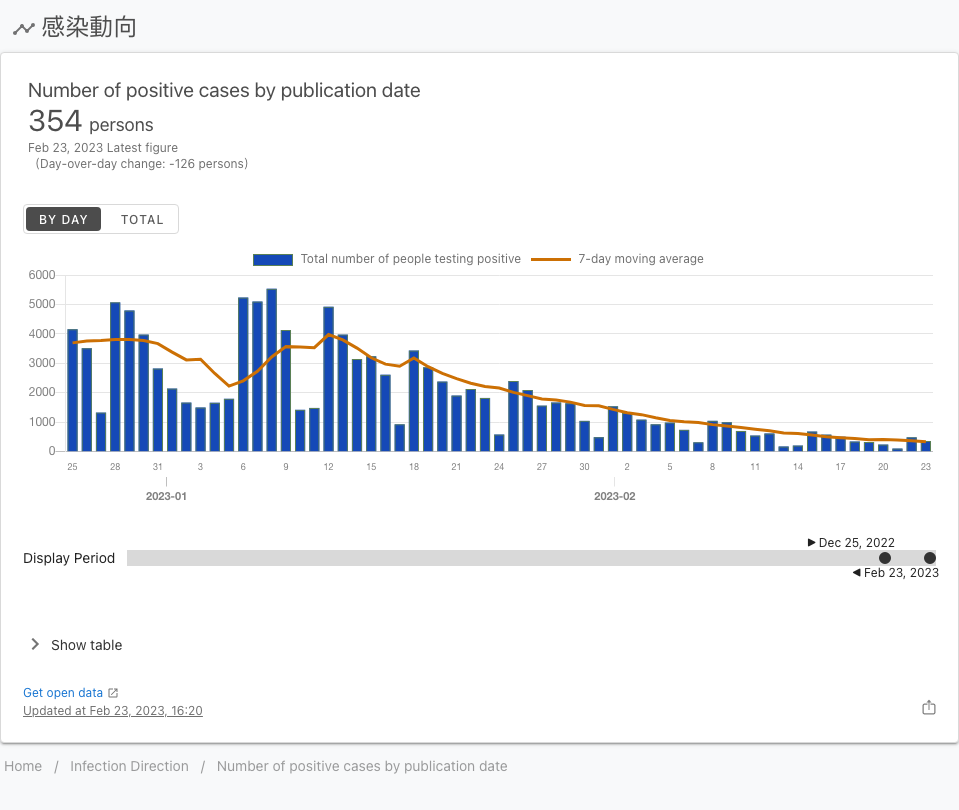 感染動向
Number of positive cases by publication date
354 persons
Feb 23, 2023 Latest figure
(Day-over-day change: -126 persons)
BY DAY TOTAL
Total number of people testing positive 7-day moving average
6000
5000
4000
3000
2000
1000
0
25 28 31 3 6 9 12 15 18 21 24 27 30 2 5 8 11 14 17 20 23
2023-01 2023-02
Dec 25, 2022
Display Period
Feb 23, 2023
Show table
Get open data
Updated at Feb 23, 2023, 16:20
Home / Infection Direction / Number of positive cases by publication date